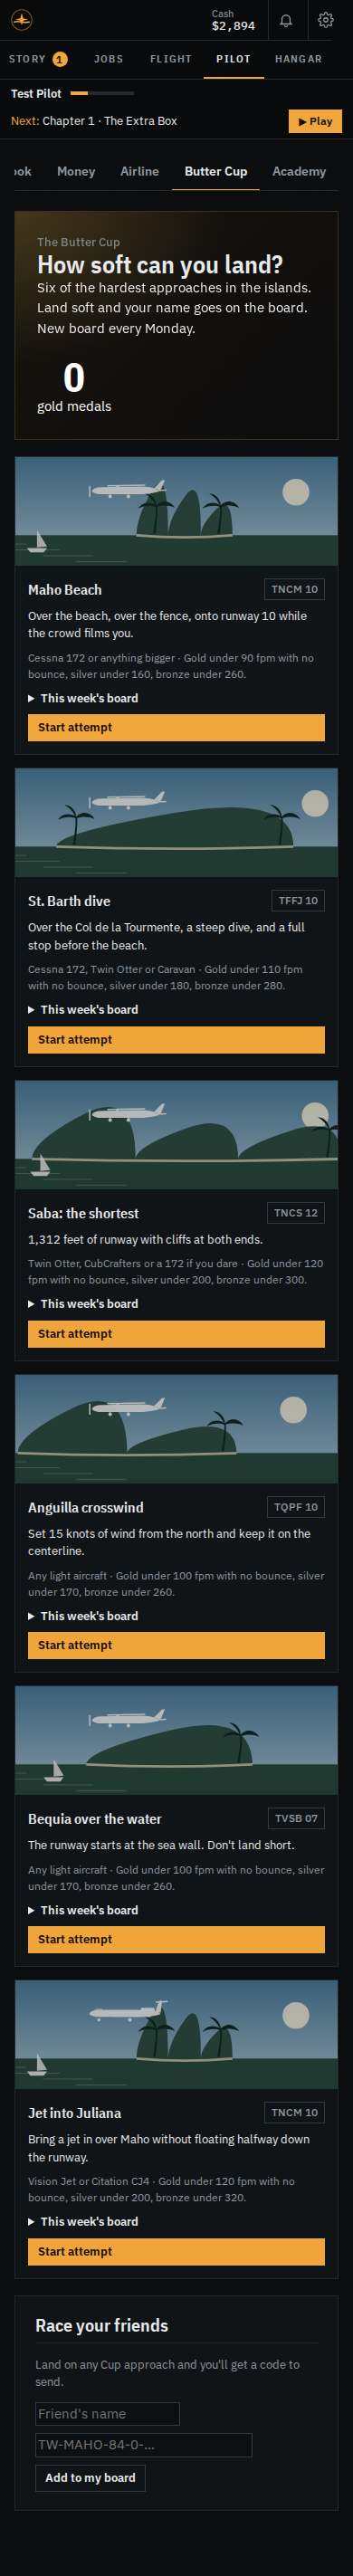 Cash
$2,894
STORY 1 JOBS FLIGHT PILOT HANGAR
Test Pilot
Next: Chapter 1 · The Extra Box
▶ Play
ook Money Airline Butter Cup Academy
The Butter Cup
How soft can you land?
Six of the hardest approaches in the islands.
Land soft and your name goes on the board.
New board every Monday.
0
gold medals
Maho Beach
TNCM 10
Over the beach, over the fence, onto runway 10 while
the crowd films you.
Cessna 172 or anything bigger · Gold under 90 fpm with no
bounce, silver under 160, bronze under 260.
▶ This week's board
Start attempt
St. Barth dive
TFFJ 10
Over the Col de la Tourmente, a steep dive, and a full
stop before the beach.
Cessna 172, Twin Otter or Caravan · Gold under 110 fpm
with no bounce, silver under 180, bronze under 280.
▶ This week's board
Start attempt
Saba: the shortest
TNCS 12
1,312 feet of runway with cliffs at both ends.
Twin Otter, CubCrafters or a 172 if you dare · Gold under 120
fpm with no bounce, silver under 200, bronze under 300.
▶ This week's board
Start attempt
Anguilla crosswind
TQPF 10
Set 15 knots of wind from the north and keep it on the
centerline.
Any light aircraft · Gold under 100 fpm with no bounce, silver
under 170, bronze under 260.
▶ This week's board
Start attempt
Bequia over the water
TVSB 07
The runway starts at the sea wall. Don't land short.
Any light aircraft · Gold under 100 fpm with no bounce, silver
under 170, bronze under 260.
▶ This week's board
Start attempt
Jet into Juliana
TNCM 10
Bring a jet in over Maho without floating halfway down
the runway.
Vision Jet or Citation CJ4 · Gold under 120 fpm with no
bounce, silver under 200, bronze under 320.
▶ This week's board
Start attempt
Race your friends
Land on any Cup approach and you'll get a code to
send.
Friend's name
TW-MAHO-84-0-...
Add to my board